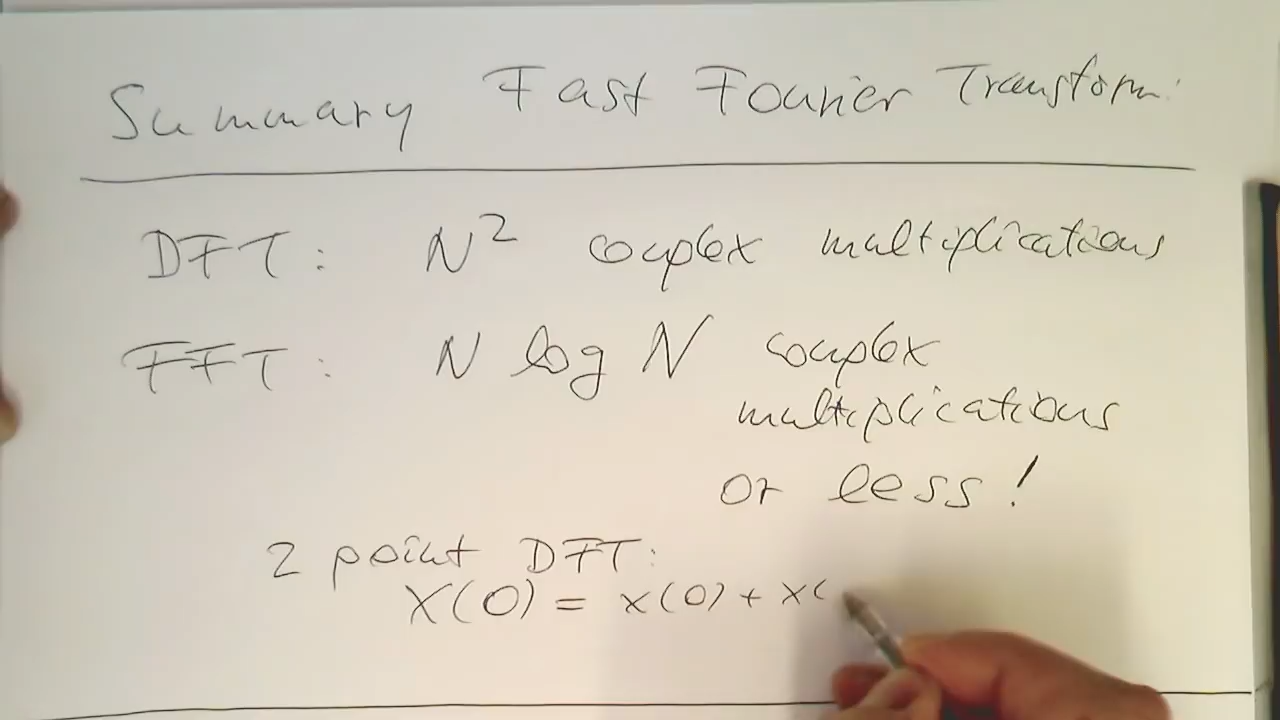 Summary Fast Fourier Transform:
DFT: N² complex multiplications
FFT: N log N complex
multiplications
or less!
2 point DFT:
X(0) = x(0) + x(